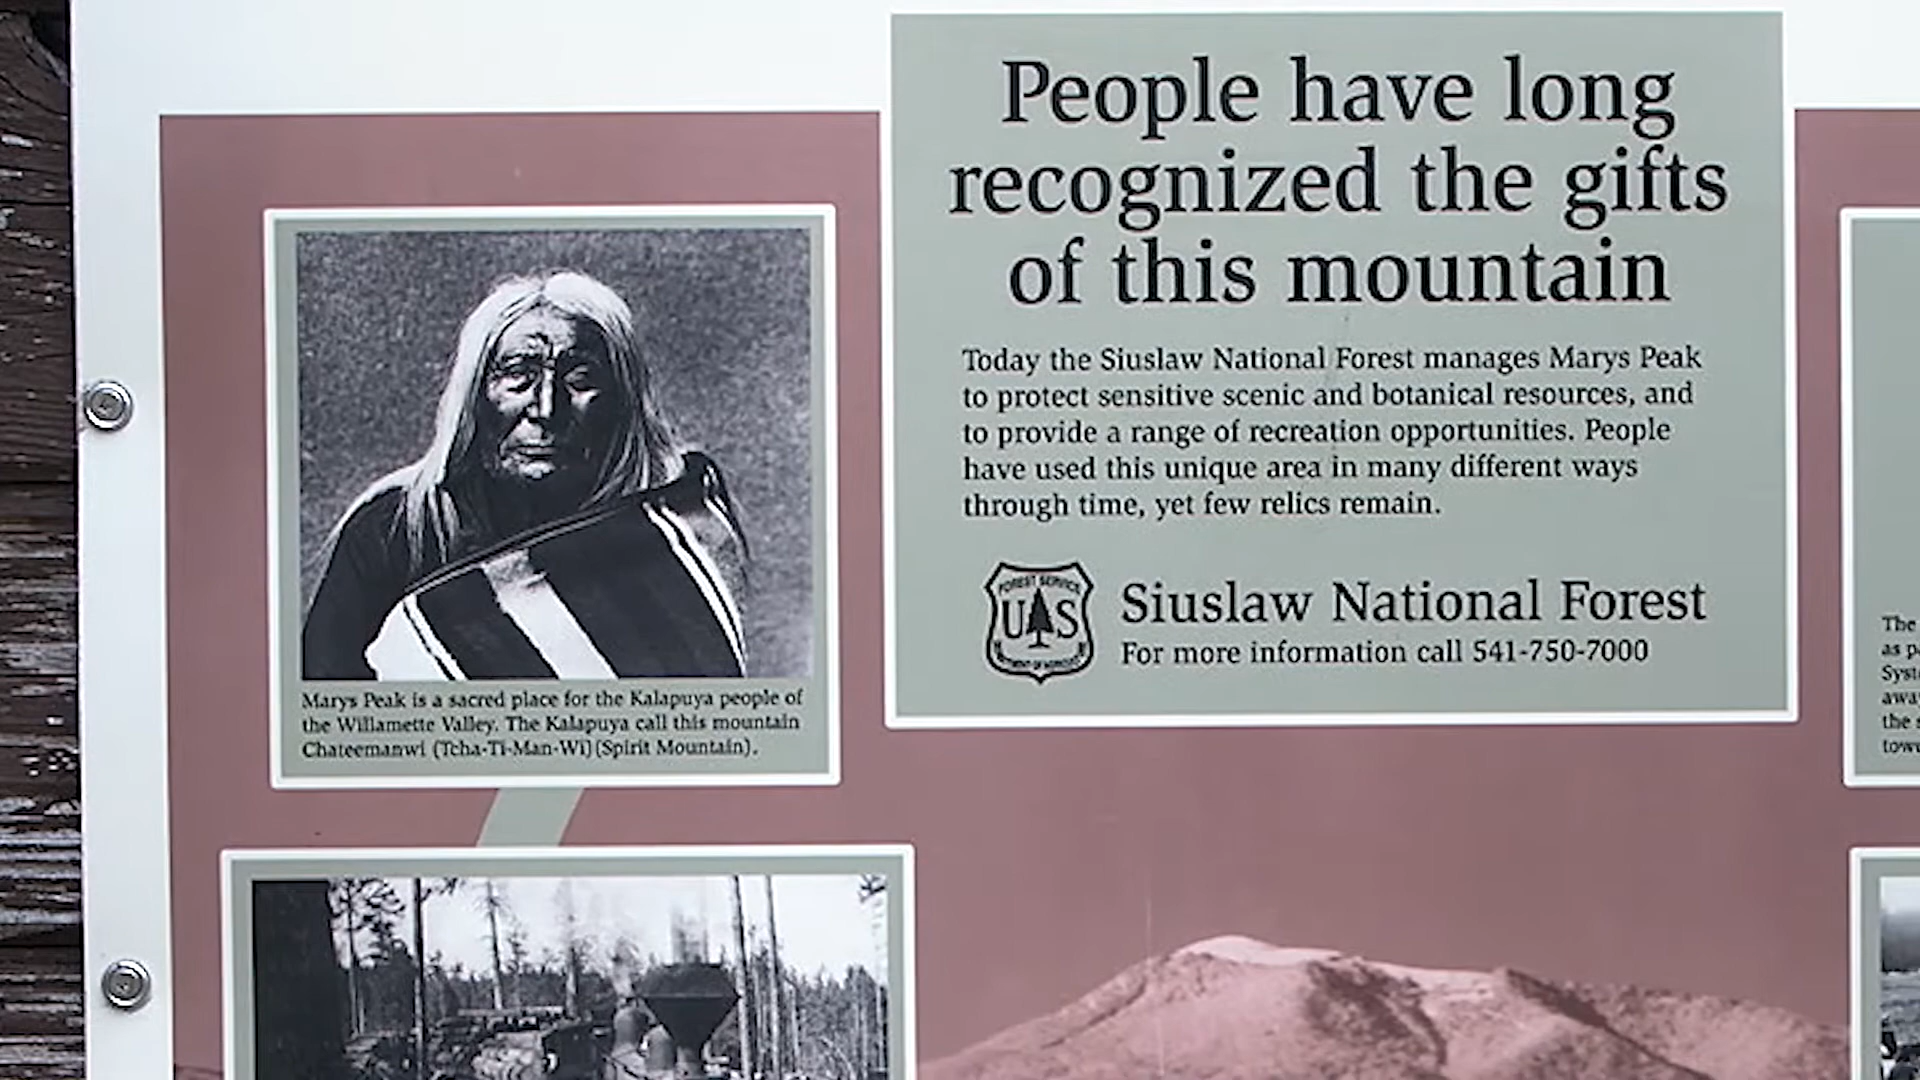 People have long
recognized the gifts
of this mountain
Today the Siuslaw National Forest manages Marys Peak
to protect sensitive scenic and botanical resources, and
to provide a range of recreation opportunities. People
have used this unique area in many different ways
through time, yet few relics remain.
FOREST SERVICE
UAS
Siuslaw National Forest
For more information call 541-750-7000
Marys Peak is a sacred place for the Kalapuya people of
the Willamette Valley. The Kalapuya call this mountain
Chateemanwi (Tcha-Ti-Man-Wi) (Spirit Mountain).
The
as
the